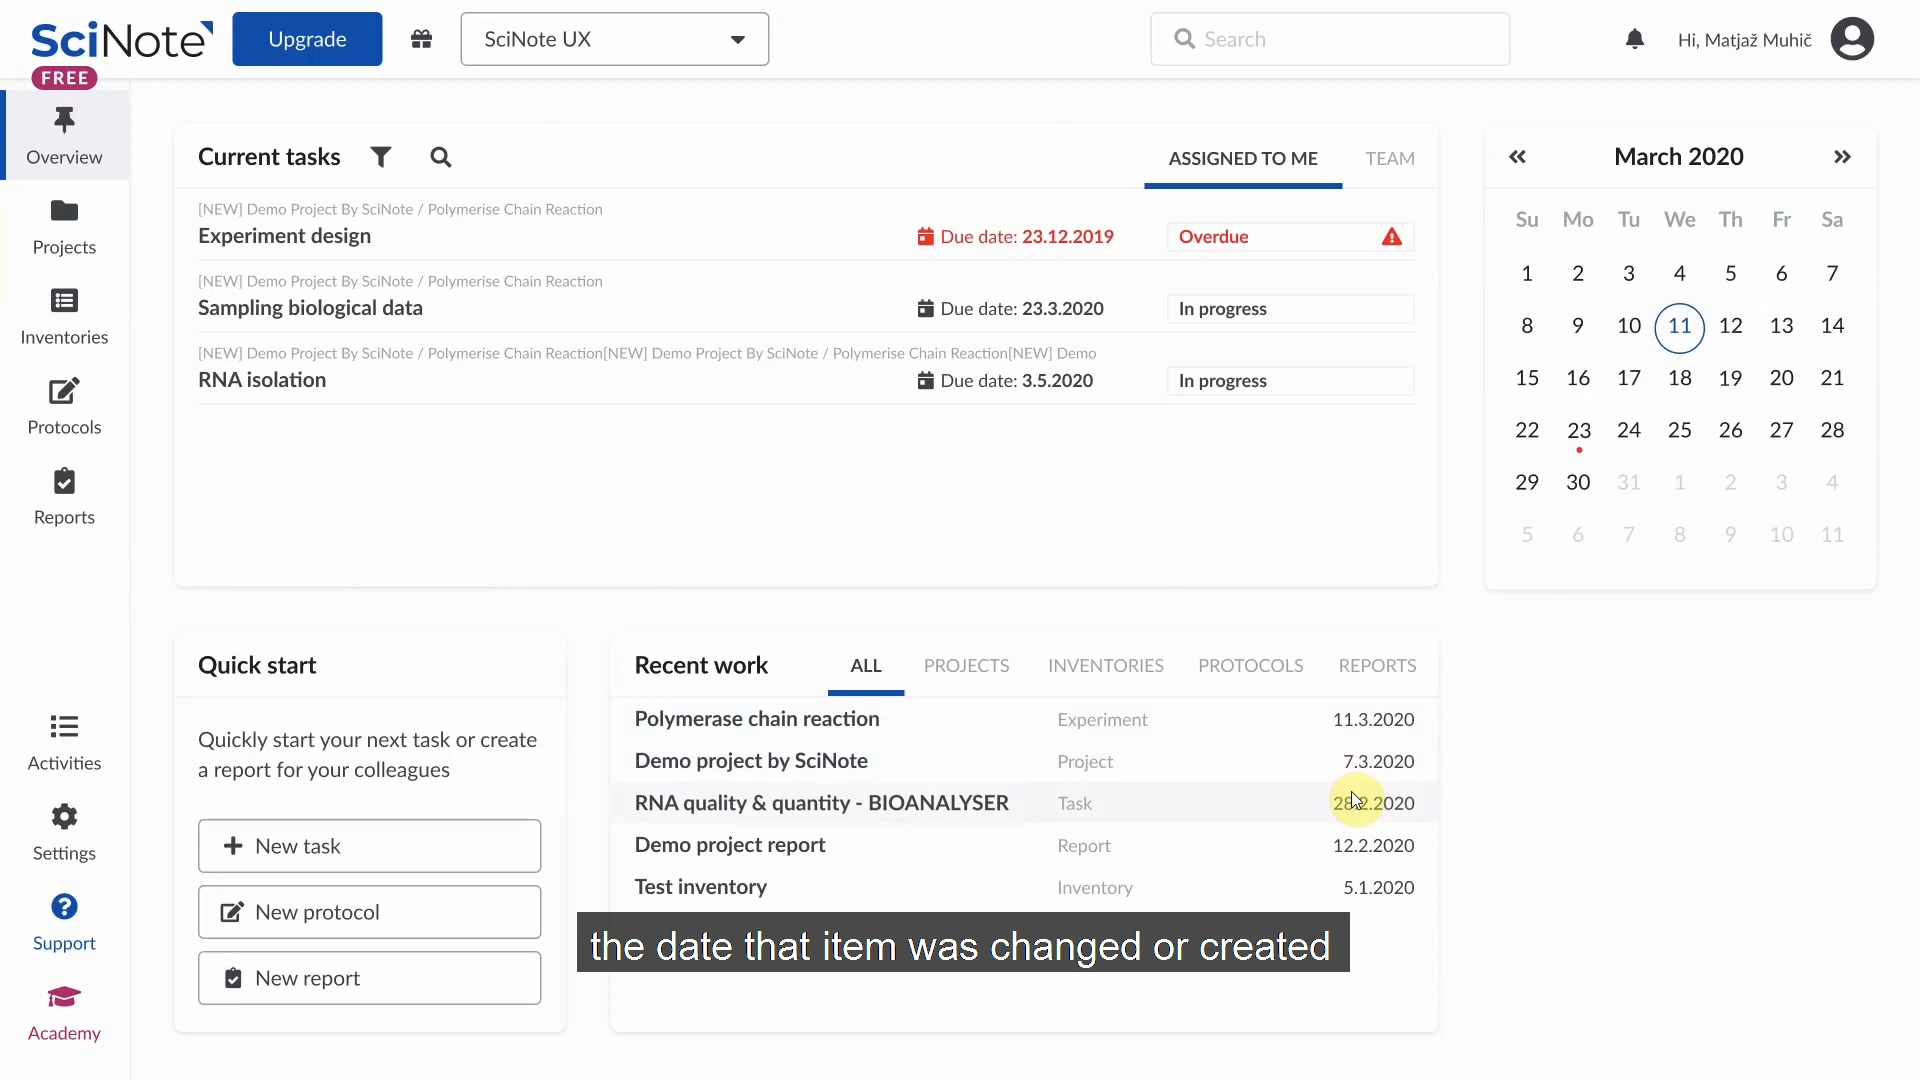 SciNote
FREE
Upgrade
SciNote UX
Search
Hi, Matjaž Muhič
Overview
Projects
Inventories
Protocols
Reports
Activities
Settings
Support
Academy
Current tasks
ASSIGNED TO ME
TEAM
[NEW] Demo Project By SciNote / Polymerise Chain Reaction
Experiment design
Due date: 23.12.2019
Overdue
[NEW] Demo Project By SciNote / Polymerise Chain Reaction
Sampling biological data
Due date: 23.3.2020
In progress
[NEW] Demo Project By SciNote / Polymerise Chain Reaction[NEW] Demo Project By SciNote / Polymerise Chain Reaction[NEW] Demo
RNA isolation
Due date: 3.5.2020
In progress
« March 2020 »
Su Mo Tu We Th Fr Sa
1 2 3 4 5 6 7
8 9 10 11 12 13 14
15 16 17 18 19 20 21
22 23 24 25 26 27 28
29 30 31 1 2 3 4
5 6 7 8 9 10 11
Quick start
Quickly start your next task or create
a report for your colleagues
New task
New protocol
New report
Recent work
ALL
PROJECTS
INVENTORIES
PROTOCOLS
REPORTS
Polymerase chain reaction Experiment 11.3.2020
Demo project by SciNote Project 7.3.2020
RNA quality & quantity - BIOANALYSER Task 28.2.2020
Demo project report Report 12.2.2020
Test inventory Inventory 5.1.2020
the date that item was changed or created